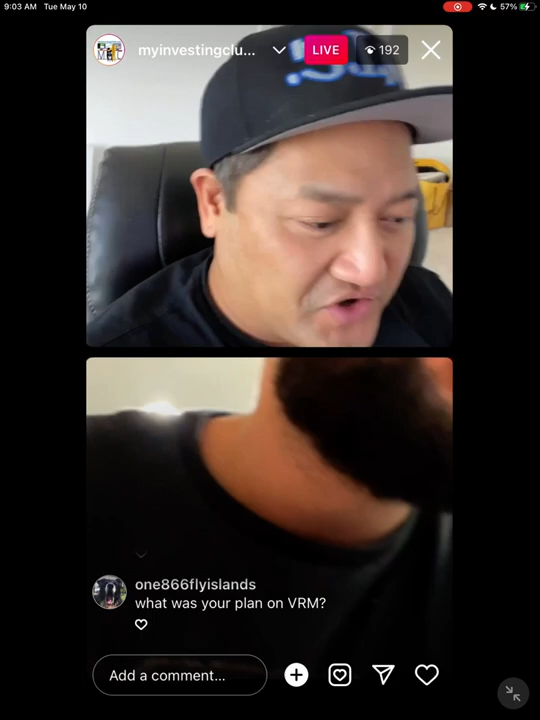 9:03 AM Tue May 10
57%
myinvestingclu...
LIVE
192
one866flyislands
what was your plan on VRM?
Add a comment...